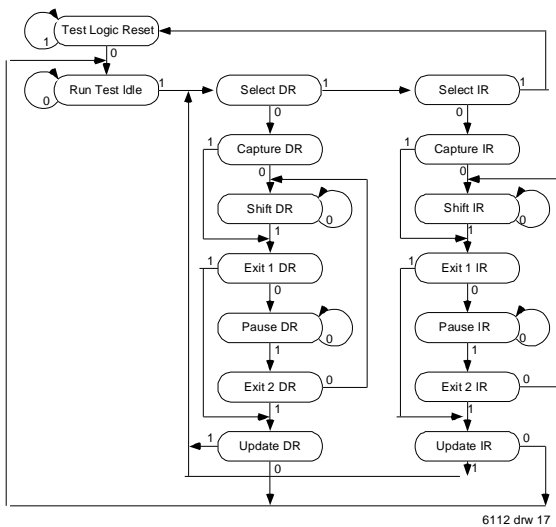 Test Logic Reset
1
0
Run Test Idle
0
1
Select DR
1
Select IR
1
0
0
1
Capture DR
1
Capture IR
0
0
Shift DR
0
Shift IR
0
1
1
1
Exit 1 DR
1
Exit 1 IR
0
0
Pause DR
0
Pause IR
0
1
1
Exit 2 DR
0
Exit 2 IR
0
1
1
1
Update DR
Update IR
0
0
1
6112 drw 17